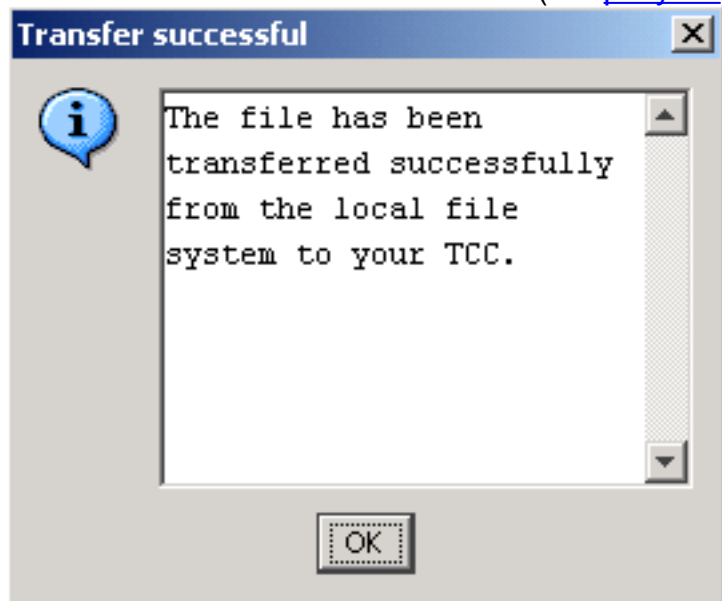 Transfer successful
The file has been
transferred successfully
from the local file
system to your TCC.
OK